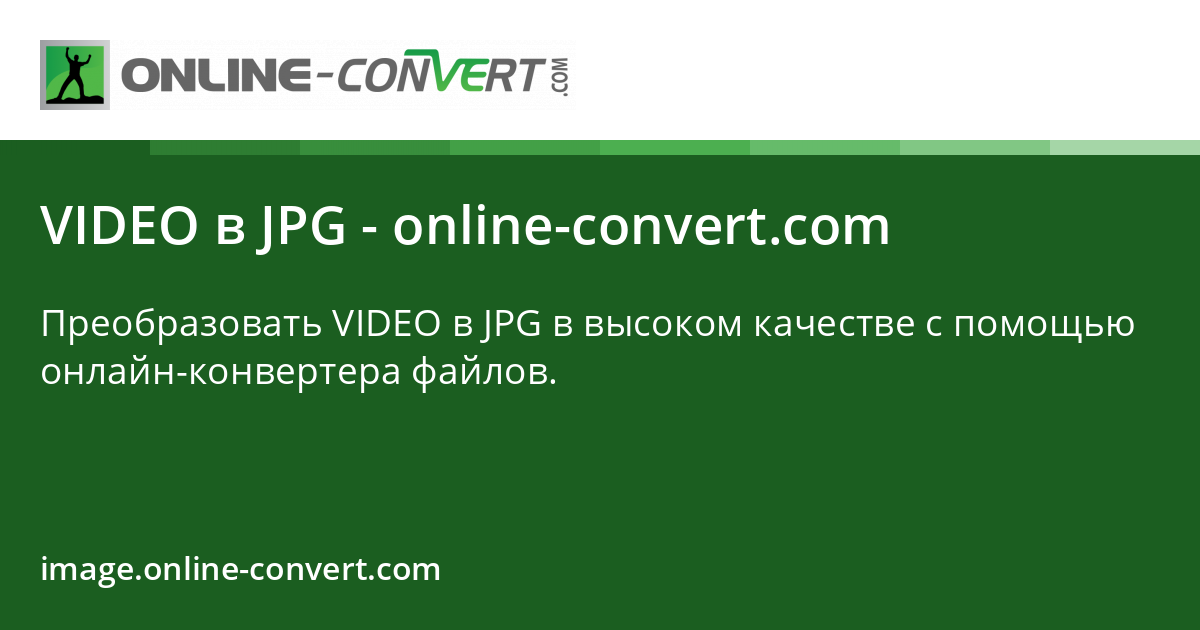 ONLINE-CONVERT.COM
VIDEO в JPG - online-convert.com
Преобразовать VIDEO в JPG в высоком качестве с помощью
онлайн-конвертера файлов.
image.online-convert.com